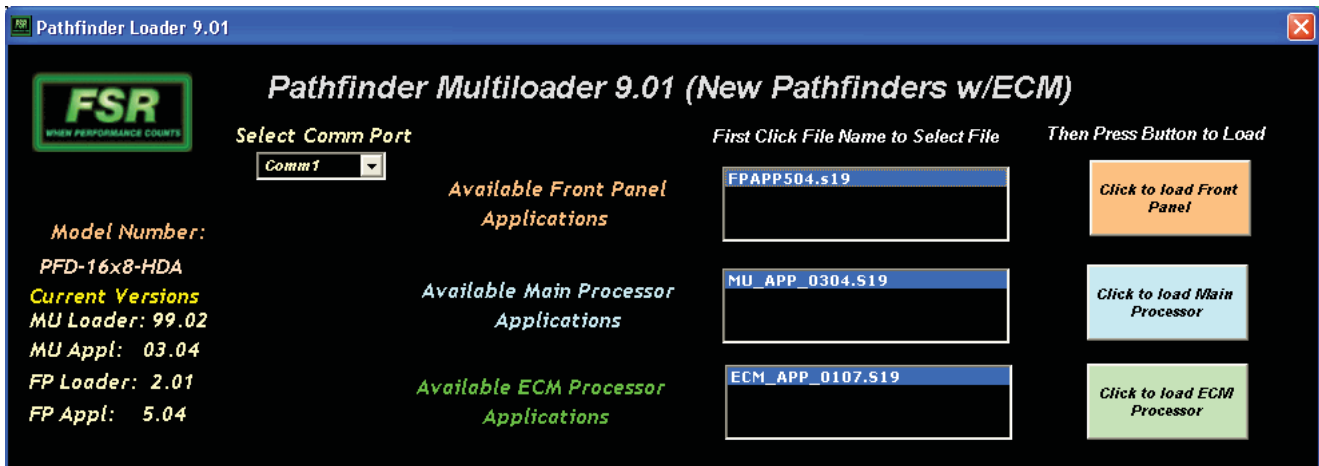 FSR
Pathfinder Loader 9.01
FSR
WHEN PERFORMANCE COUNTS
Pathfinder Multiloader 9.01 (New Pathfinders w/ECM)
Select Comm Port
Comm1
First Click File Name to Select File
Then Press Button to Load
Available Front Panel
Applications
FPAPP504.s19
Click to load Front
Panel
Model Number:
PFD-16x8-HDA
Current Versions
MU Loader: 99.02
MU Appl: 03.04
FP Loader: 2.01
FP Appl: 5.04
Available Main Processor
Applications
MU_APP_0304.S19
Click to load Main
Processor
Available ECM Processor
Applications
ECM_APP_0107.S19
Click to load ECM
Processor